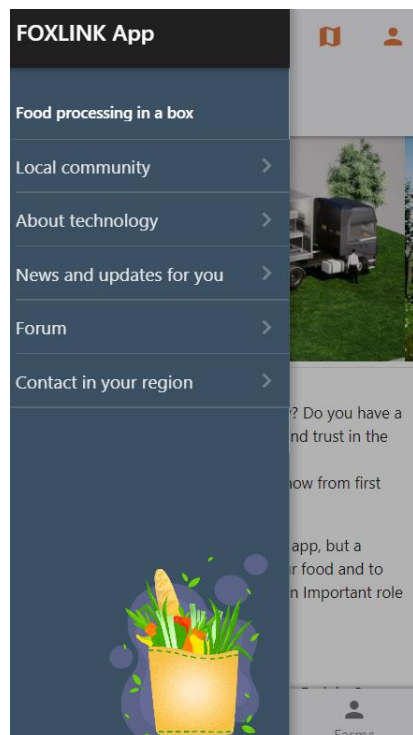 FOXLINK App
Food processing in a box
Local community
About technology
News and updates for you
Forum
Contact in your region
? Do you have a
nd trust in the
now from first
app, but a
r food and to
n Important role
Farms